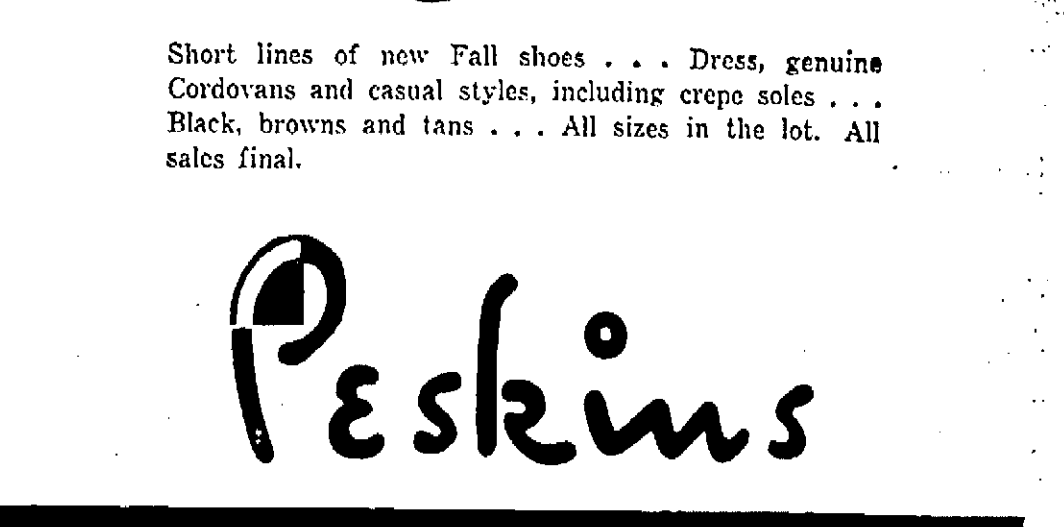 Short lines of new Fall shoes . . . Dress, genuine
Cordovans and casual styles, including crepe soles . . .
Black, browns and tans . . . All sizes in the lot. All
sales final.
Peskins